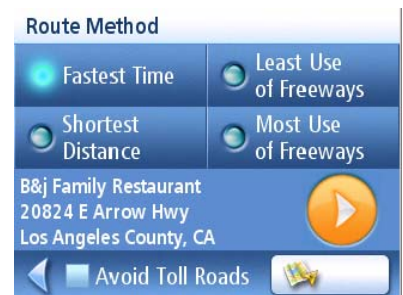 Route Method
Fastest Time
Least Use
of Freeways
Shortest
Distance
Most Use
of Freeways
B&j Family Restaurant
20824 E Arrow Hwy
Los Angeles County, CA
Avoid Toll Roads